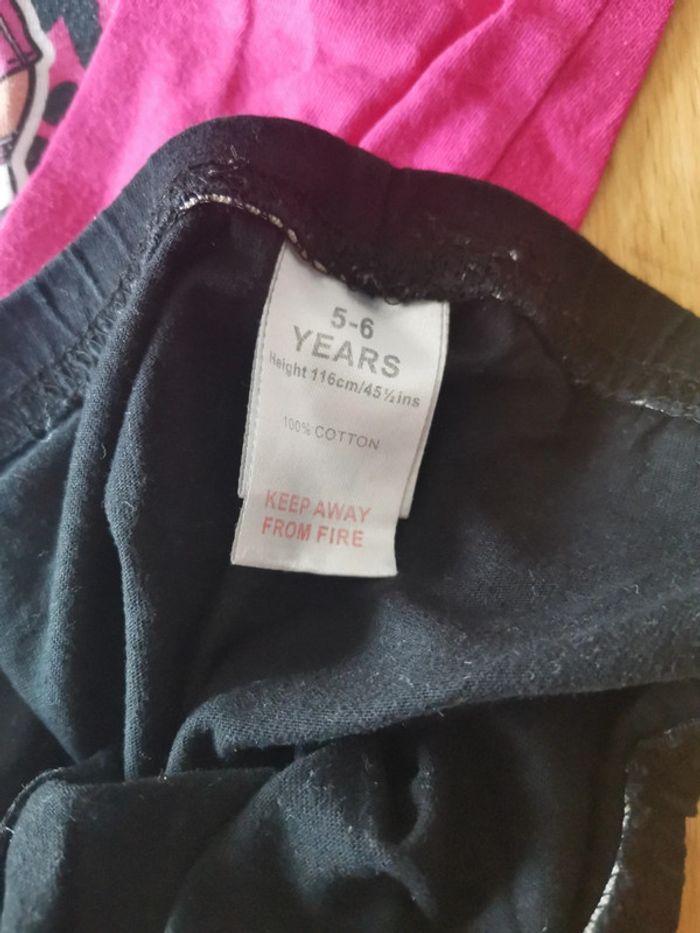 5-6
YEARS
Height 116cm/45½ins
100% COTTON
KEEP AWAY
FROM FIRE